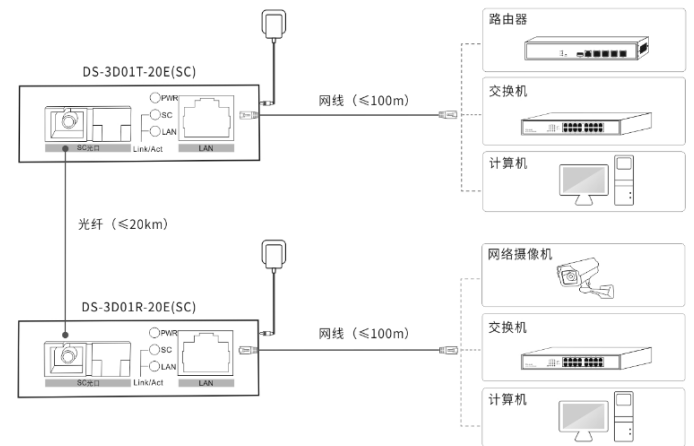 路由器
DS-3D01T-20E(SC)
PWR
SC
LAN
网线（≤100m）
交换机
SC光口
Link/Act
LAN
计算机
光纤（≤20km）
网络摄像机
DS-3D01R-20E(SC)
PWR
SC
LAN
网线（≤100m）
交换机
SC光口
Link/Act
LAN
计算机